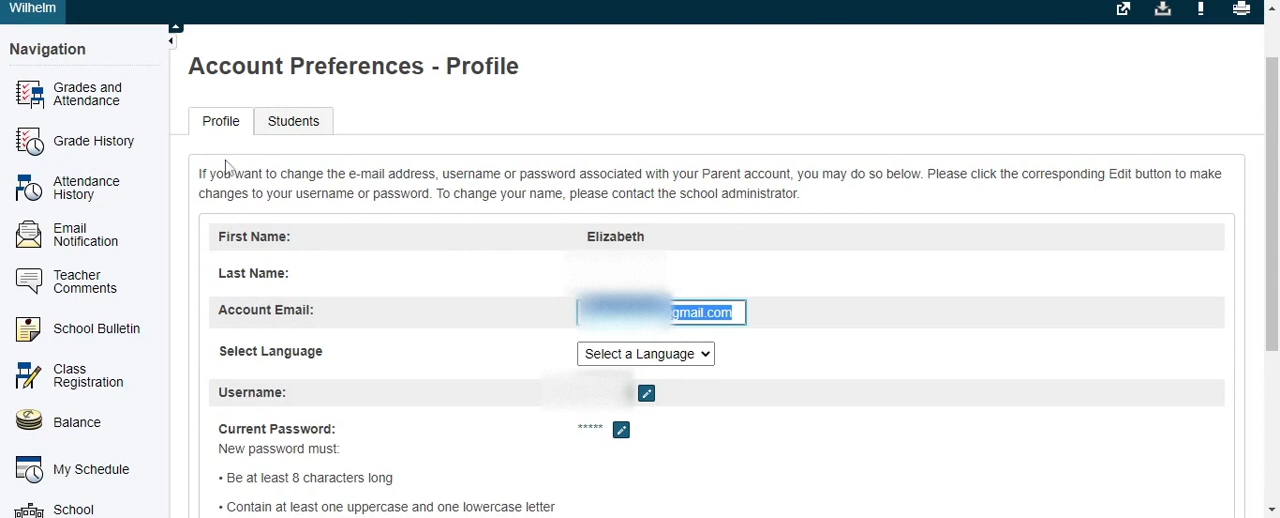 Wilhelm
Navigation
Grades and
Attendance
Grade History
Attendance
History
Email
Notification
Teacher
Comments
School Bulletin
Class
Registration
Balance
My Schedule
School
Account Preferences - Profile
Profile
Students
If you want to change the e-mail address, username or password associated with your Parent account, you may do so below. Please click the corresponding Edit button to make
changes to your username or password. To change your name, please contact the school administrator.
First Name: Elizabeth
Last Name:
Account Email: gmail.com
Select Language Select a Language
Username:
Current Password: *****
New password must:
• Be at least 8 characters long
• Contain at least one uppercase and one lowercase letter